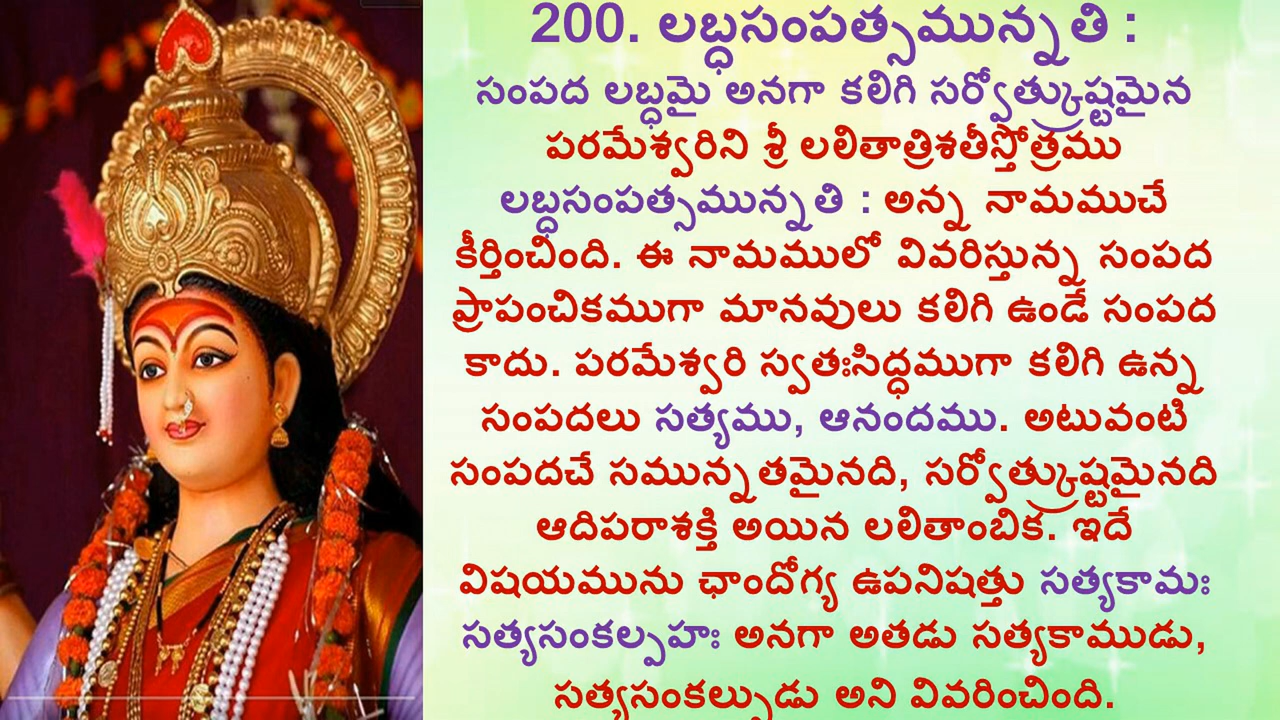 200. లబ్ధసంపత్సమున్నతి :
సంపద లబ్ధమై అనగా కలిగి సర్వోత్క్రుష్టమైన
పరమేశ్వరిని శ్రీ లలితాత్రిశతీస్తోత్రము
లబ్ధసంపత్సమున్నతి : అన్న నామముచే
కీర్తించింది. ఈ నామములో వివరిస్తున్న సంపద
ప్రాపంచికముగా మానవులు కలిగి ఉండే సంపద
కాదు. పరమేశ్వరి స్వతఃసిద్ధముగా కలిగి ఉన్న
సంపదలు సత్యము, ఆనందము. అటువంటి
సంపదచే సమున్నతమైనది, సర్వోత్క్రుష్టమైనది
ఆదిపరాశక్తి అయిన లలితాంబిక. ఇదే
విషయమును ఛాందోగ్య ఉపనిషత్తు సత్యకామః
సత్యసంకల్పహః అనగా అతడు సత్యకాముడు,
సత్యసంకల్పుడు అని వివరించింది.